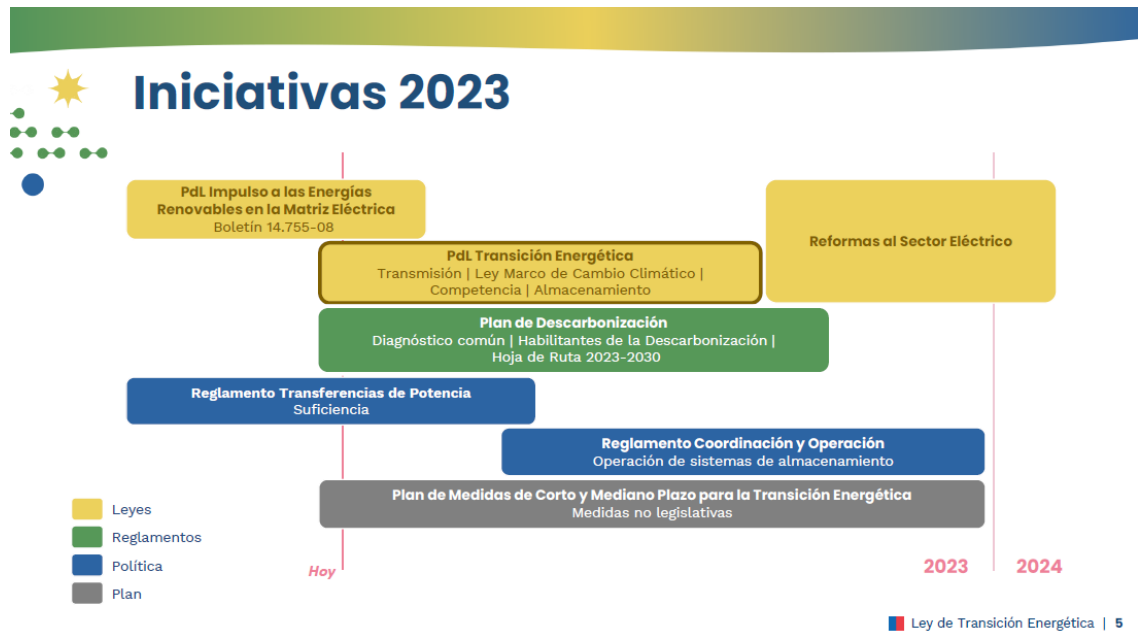 Iniciativas 2023
PdL Impulso a las Energías
Renovables en la Matriz Eléctrica
Boletín 14.755-08
PdL Transición Energética
Transmisión | Ley Marco de Cambio Climático |
Competencia | Almacenamiento
Reformas al Sector Eléctrico
Plan de Descarbonización
Diagnóstico común | Habilitantes de la Descarbonización |
Hoja de Ruta 2023-2030
Reglamento Transferencias de Potencia
Suficiencia
Reglamento Coordinación y Operación
Operación de sistemas de almacenamiento
Plan de Medidas de Corto y Mediano Plazo para la Transición Energética
Medidas no legislativas
Leyes
Reglamentos
Política
Plan
Hoy
2023
2024
Ley de Transición Energética | 5